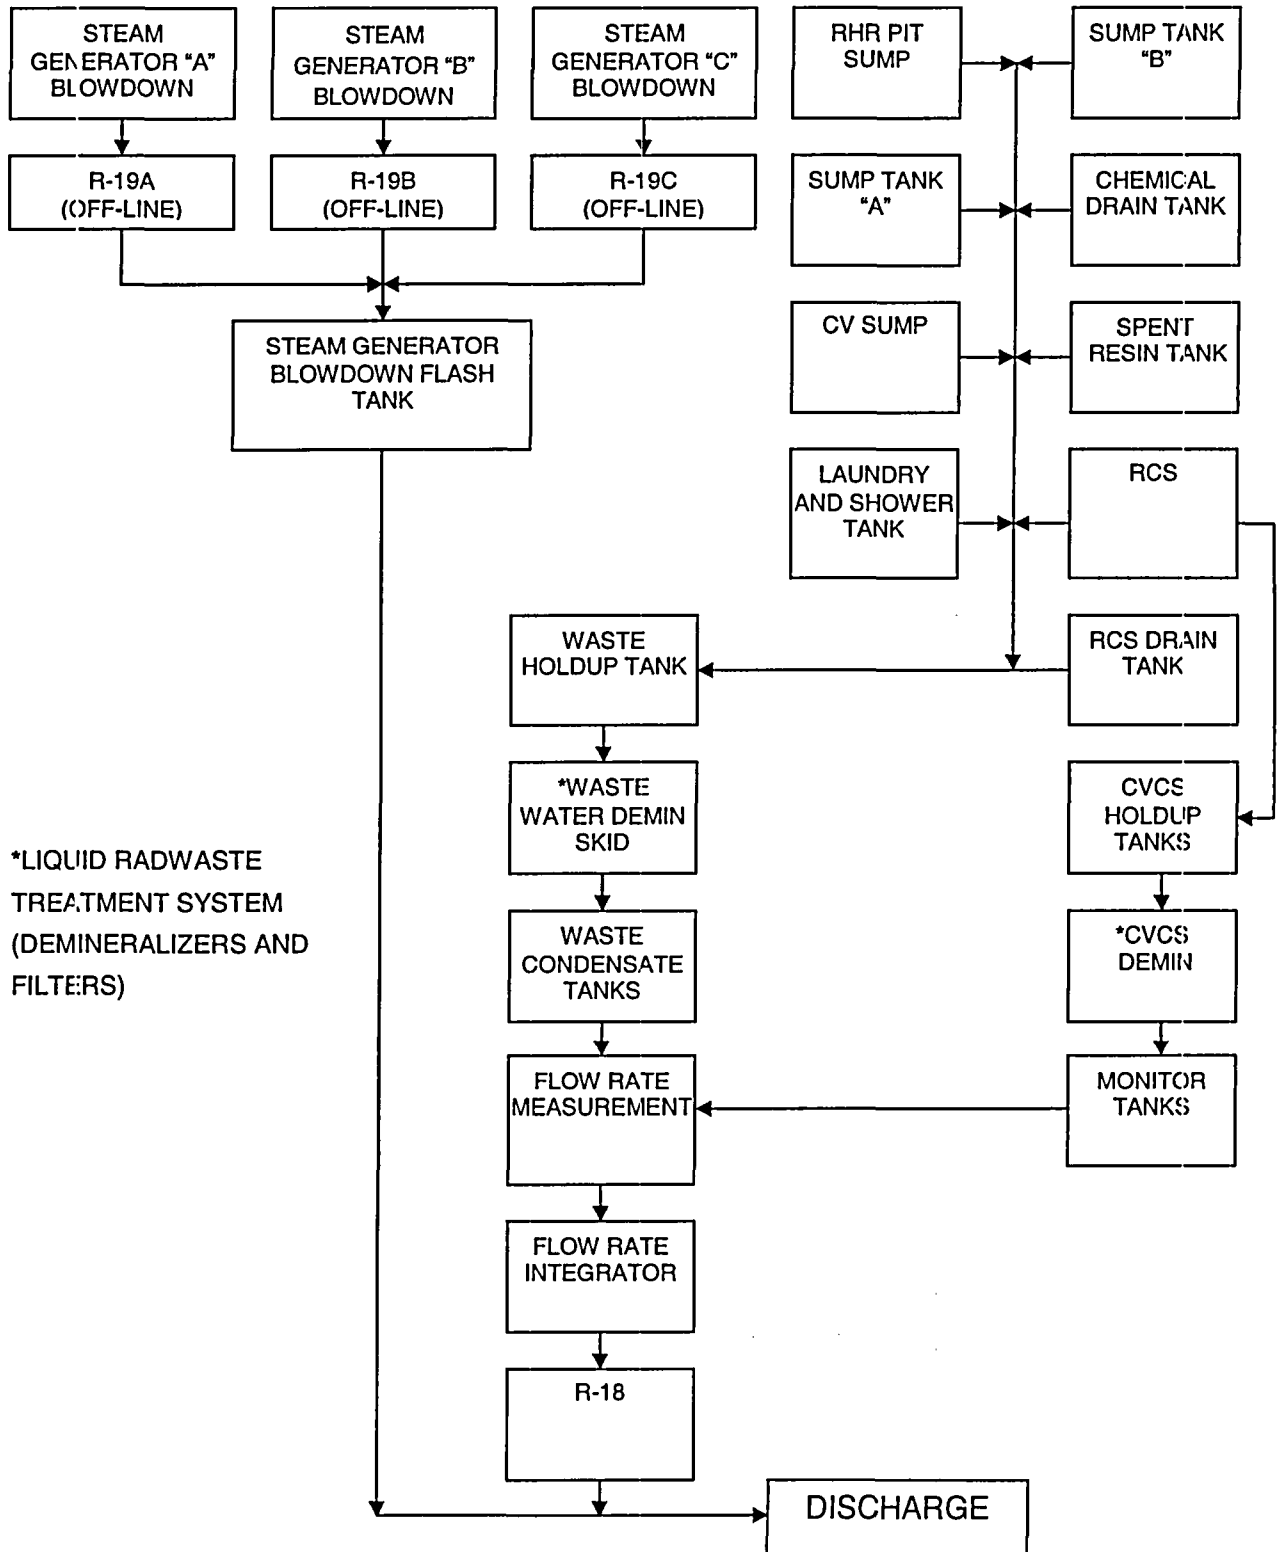 STEAM
GENERATOR "A"
BLOWDOWN
STEAM
GENERATOR "B"
BLOWDOWN
STEAM
GENERATOR "C"
BLOWDOWN
RHR PIT
SUMP
SUMP TANK
"B"
R-19A
(OFF-LINE)
R-19B
(OFF-LINE)
R-19C
(OFF-LINE)
SUMP TANK
"A"
CHEMICAL
DRAIN TANK
STEAM GENERATOR
BLOWDOWN FLASH
TANK
CV SUMP
SPENT
RESIN TANK
LAUNDRY
AND SHOWER
TANK
RCS
WASTE
HOLDUP TANK
RCS DRAIN
TANK
*WASTE
WATER DEMIN
SKID
CVCS
HOLDUP
TANKS
*LIQUID RADWASTE
TREATMENT SYSTEM
(DEMINERALIZERS AND
FILTERS)
WASTE
CONDENSATE
TANKS
*CVCS
DEMIN
FLOW RATE
MEASUREMENT
MONITOR
TANKS
FLOW RATE
INTEGRATOR
R-18
DISCHARGE